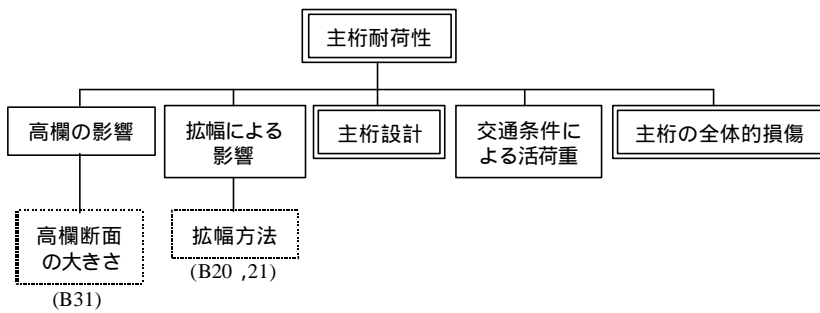 主桁耐荷性
高欄の影響
拡幅による
影響
主桁設計
交通条件に
よる活荷重
主桁の全体的損傷
高欄断面
の大きさ
(B31)
拡幅方法
(B20 ,21)